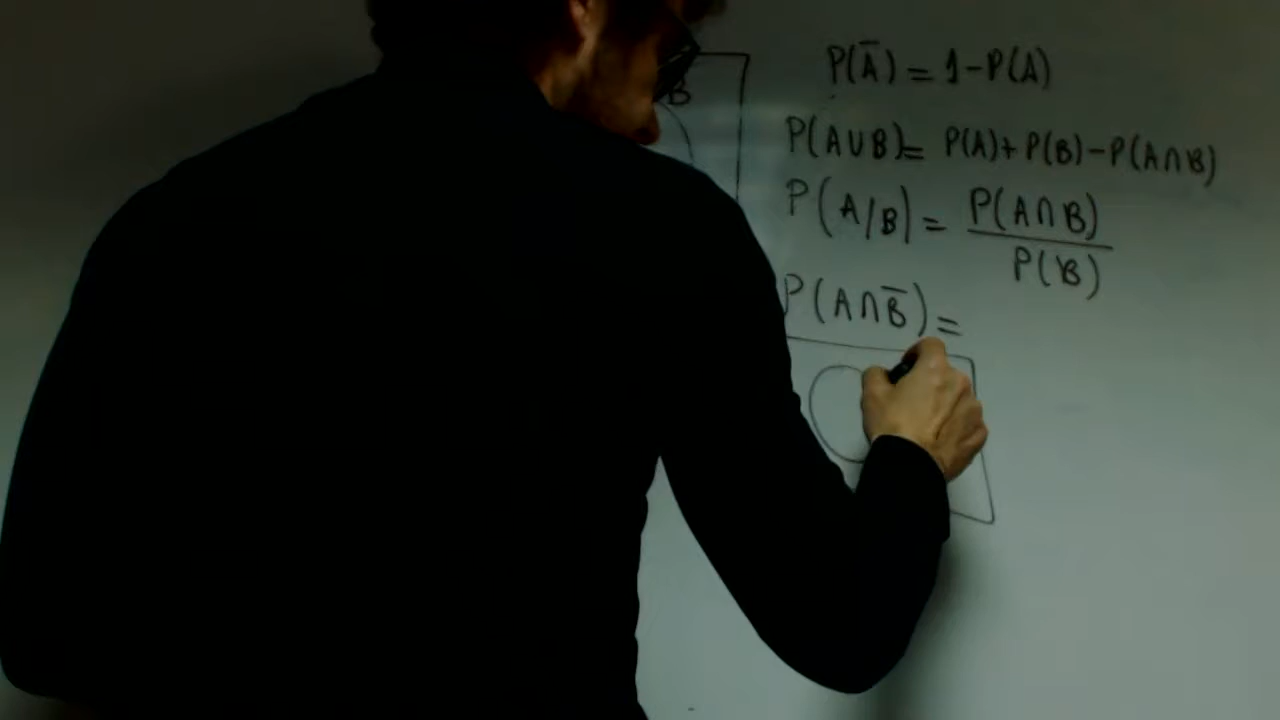 B
P(A̅) = 1-P(A)
P(A∪B)= P(A)+P(B)-P(A∩B)
P(A/B)= P(A∩B)
P(B)
P(A∩B̅)=